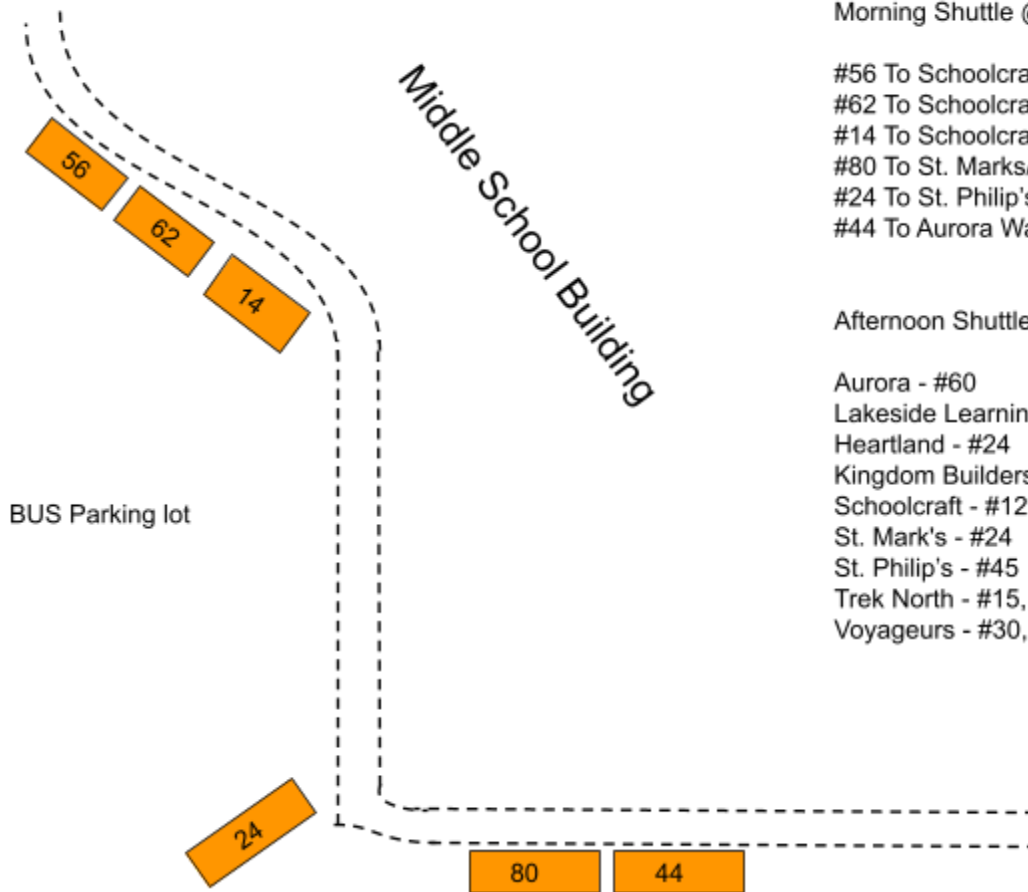 Morning Shuttle @
#56 To Schoolcra
#62 To Schoolcra
#14 To Schoolcra
#80 To St. Marks/
#24 To St. Philip's
#44 To Aurora Wa
Afternoon Shuttle
Aurora - #60
Lakeside Learnin
Heartland - #24
Kingdom Builders
Schoolcraft - #12
St. Mark's - #24
St. Philip’s - #45
Trek North - #15,
Voyageurs - #30,
Middle School Building
56
62
14
BUS Parking lot
24
80
44